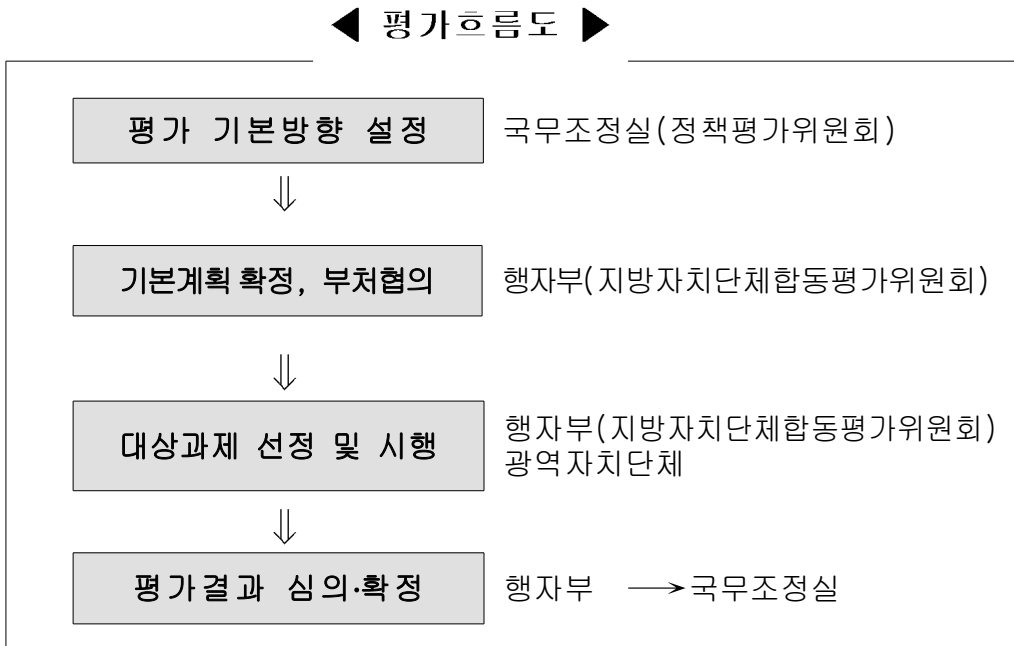 ◀ 평가흐름도 ▶
평가 기본방향 설정 국무조정실(정책평가위원회)
⇓
기본계획 확정, 부처협의 행자부(지방자치단체합동평가위원회)
⇓
대상과제 선정 및 시행 행자부(지방자치단체합동평가위원회)
광역자치단체
⇓
평가결과 심의·확정 행자부 → 국무조정실